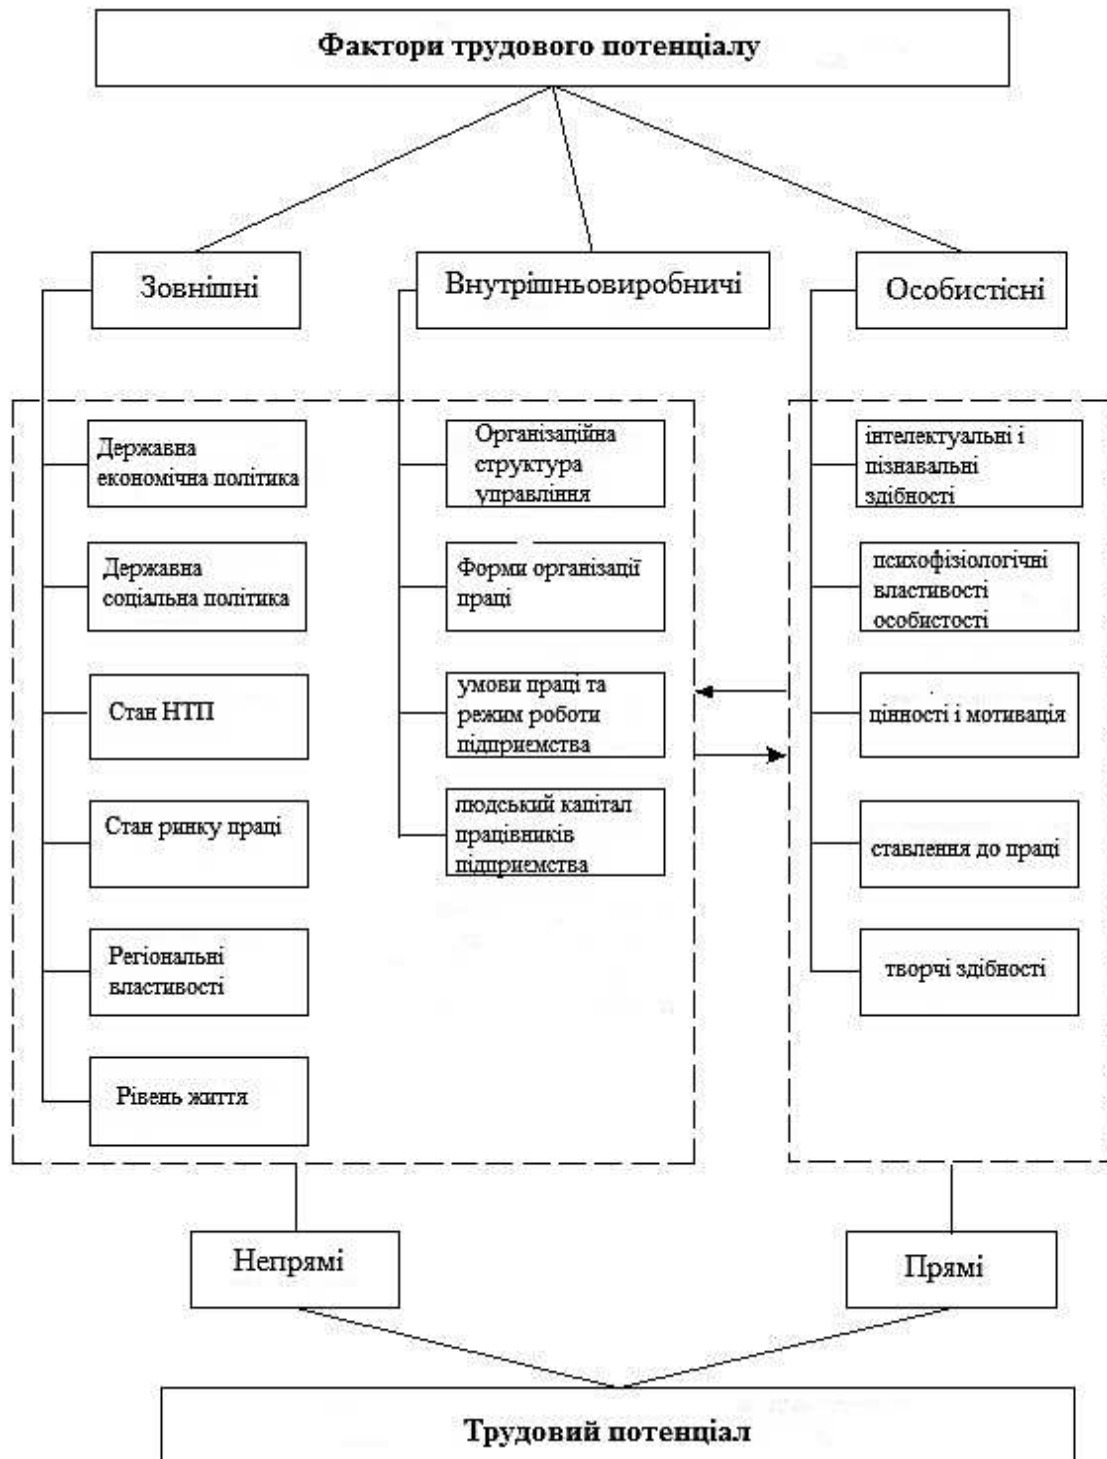 Фактори трудового потенціалу
Зовнішні
Внутрішньовиробничі
Особистісні
Державна
економічна політика
Державна
соціальна політика
Стан НТП
Стан ринку праці
Регіональні
властивості
Рівень життя
Організаційна
структура
управління
Форми організації
праці
умови праці та
режим роботи
підприємства
людський капітал
працівників
підприємства
інтелектуальні і
пізнавальні
здібності
психофізіологічні
властивості
особистості
цінності і мотивація
ставлення до праці
творчі здібності
Непрямі
Прямі
Трудовий потенціал